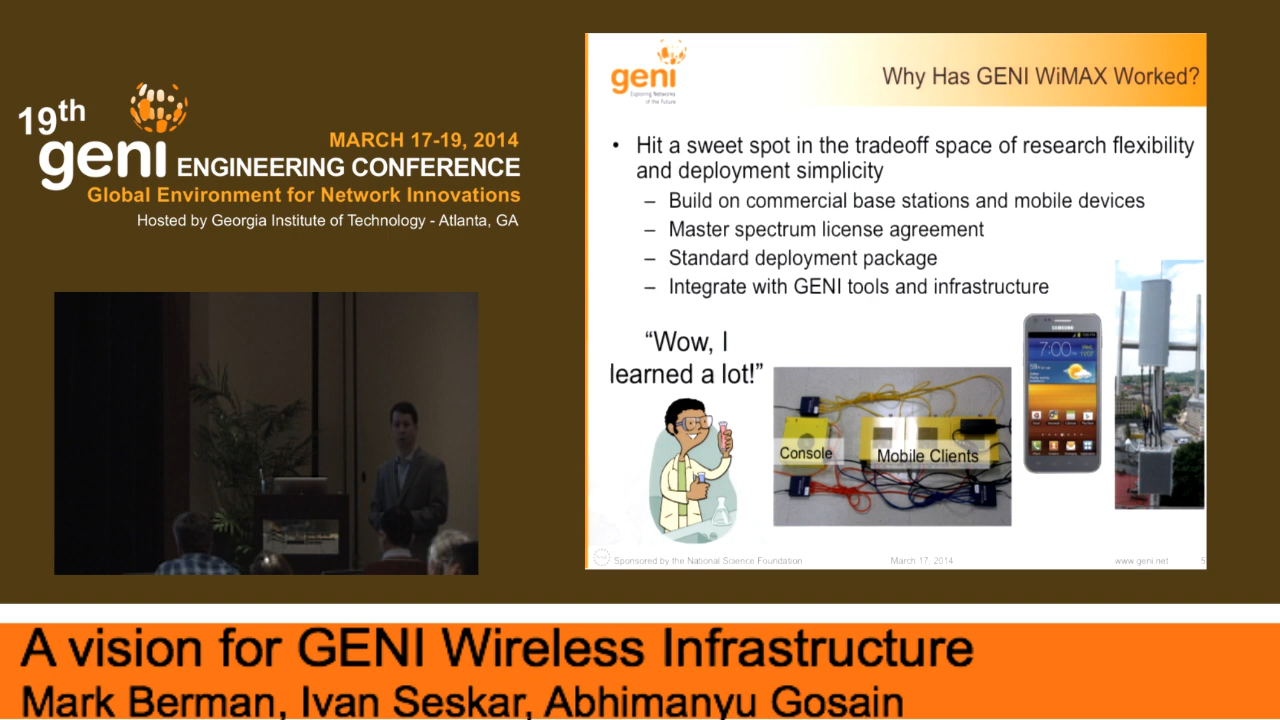 19th
geni ENGINEERING CONFERENCE
MARCH 17-19, 2014
Global Environment for Network Innovations
Hosted by Georgia Institute of Technology - Atlanta, GA
geni
Exploring Networks
of the Future
Why Has GENI WiMAX Worked?
• Hit a sweet spot in the tradeoff space of research flexibility
and deployment simplicity
– Build on commercial base stations and mobile devices
– Master spectrum license agreement
– Standard deployment package
– Integrate with GENI tools and infrastructure
“Wow, I
learned a lot!”
Console
Mobile Clients
SAMSUNG
7:00
Sponsored by the National Science Foundation
March 17, 2014
www.geni.net
5
A vision for GENI Wireless Infrastructure
Mark Berman, Ivan Seskar, Abhimanyu Gosain